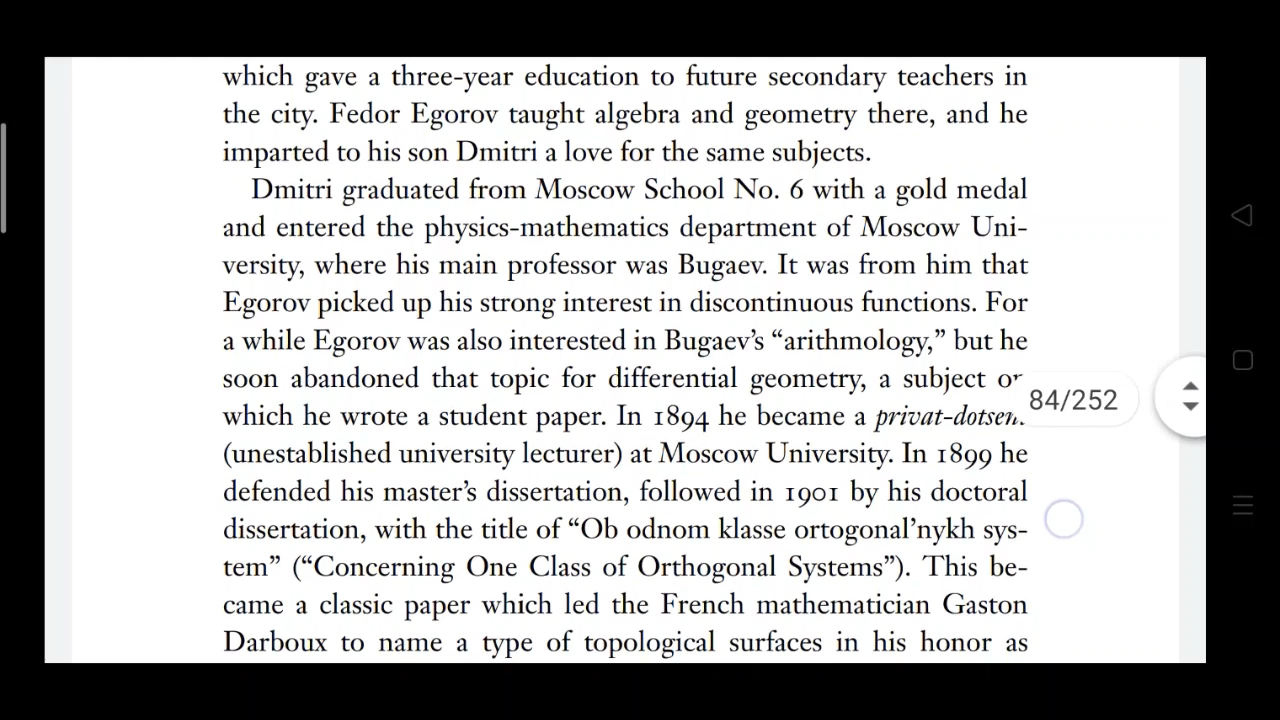 which gave a three-year education to future secondary teachers in
the city. Fedor Egorov taught algebra and geometry there, and he
imparted to his son Dmitri a love for the same subjects.
Dmitri graduated from Moscow School No. 6 with a gold medal
and entered the physics-mathematics department of Moscow Uni-
versity, where his main professor was Bugaev. It was from him that
Egorov picked up his strong interest in discontinuous functions. For
a while Egorov was also interested in Bugaev's “arithmology,” but he
soon abandoned that topic for differential geometry, a subject
84/252
which he wrote a student paper. In 1894 he became a
(unestablished university lecturer) at Moscow University. In 1899 he
defended his master's dissertation, followed in 1901 by his doctoral
dissertation, with the title of “Ob odnom klasse ortogonal'nykh sys-
tem” (“Concerning One Class of Orthogonal Systems”). This be-
came a classic paper which led the French mathematician Gaston
Darboux to name a type of topological surfaces in his honor as